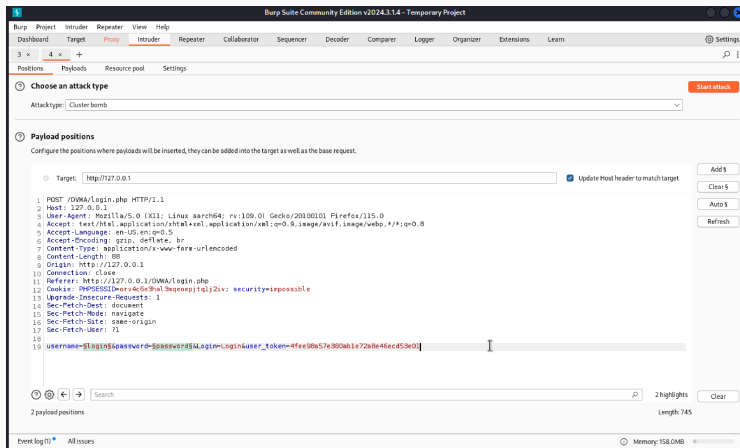 Burp Suite Community Edition v2024.3.1.4 - Temporary Project
Burp Project Intruder Repeater View Help
Dashboard Target Proxy Intruder Repeater Collaborator Sequencer Decoder Comparer Logger Organizer Extensions Learn Settings
3 × 4 × +
Positions Payloads Resource pool Settings
Choose an attack type
Start attack
Attack type: Cluster bomb
Payload positions
Configure the positions where payloads will be inserted, they can be added into the target as well as the base request.
Target: http://127.0.0.1
Update Host header to match target
Add §
Clear §
Auto §
Refresh
1 POST /DVWA/login.php HTTP/1.1
2 Host: 127.0.0.1
3 User-Agent: Mozilla/5.0 (X11; Linux aarch64; rv:109.0) Gecko/20100101 Firefox/115.0
4 Accept: text/html,application/xhtml+xml,application/xml;q=0.9,image/avif,image/webp,*/*;q=0.8
5 Accept-Language: en-US,en;q=0.5
6 Accept-Encoding: gzip, deflate, br
7 Content-Type: application/x-www-form-urlencoded
8 Content-Length: 88
9 Origin: http://127.0.0.1
10 Connection: close
11 Referer: http://127.0.0.1/DVWA/login.php
12 Cookie: PHPSESSID= security=impossible
13 Upgrade-Insecure-Requests: 1
14 Sec-Fetch-Dest: document
15 Sec-Fetch-Mode: navigate
16 Sec-Fetch-Site: same-origin
17 Sec-Fetch-User: ?1
18
19 username=§login§&password=§password§&Login=Login&user_token=4fee98a57e380ab1e72a8e46ecd53e01
Search
2 highlights
Clear
2 payload positions
Length: 745
Event log (1) All issues
Memory: 158.0MB